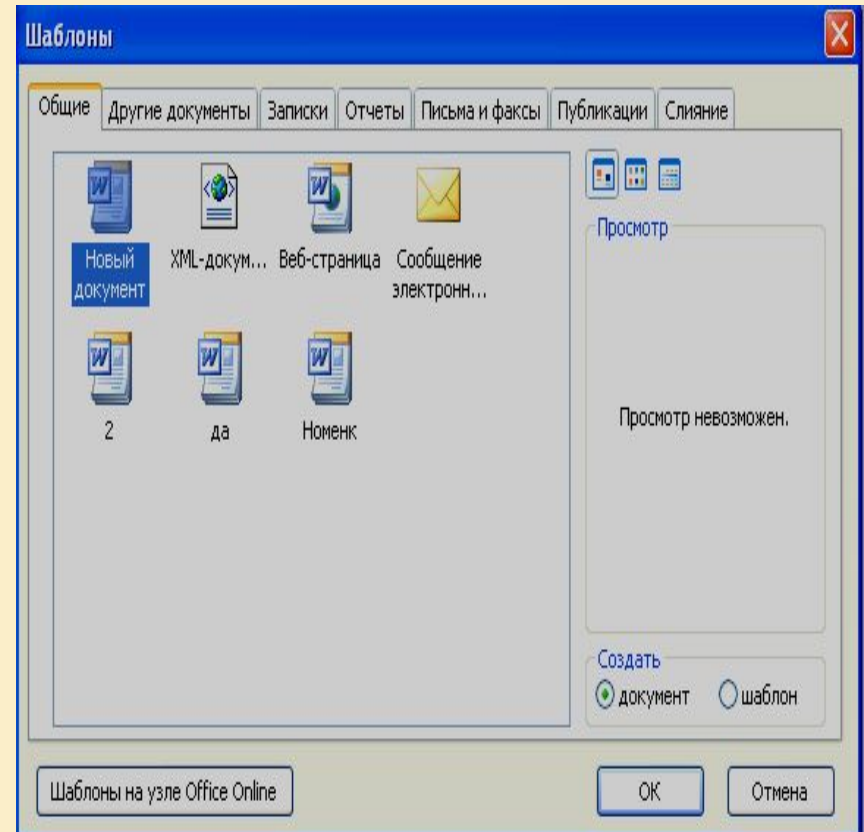 Шаблоны
Общие Другие документы Записки Отчеты Письма и факсы Публикации Слияние
Новый документ
XML-докум...
Веб-страница
Сообщение электронн...
2
да
Номенк
Просмотр
Просмотр невозможен.
Создать
документ шаблон
Шаблоны на узле Office Online
ОК Отмена